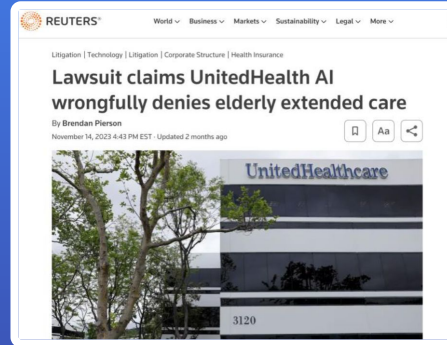 REUTERS®
World Business Markets Sustainability Legal More
Litigation | Technology | Litigation | Corporate Structure | Health Insurance
Lawsuit claims UnitedHealth AI
wrongfully denies elderly extended care
By Brendan Pierson
November 14, 2023 4:43 PM EST · Updated 2 months ago
Aa
UnitedHealthcare
3120